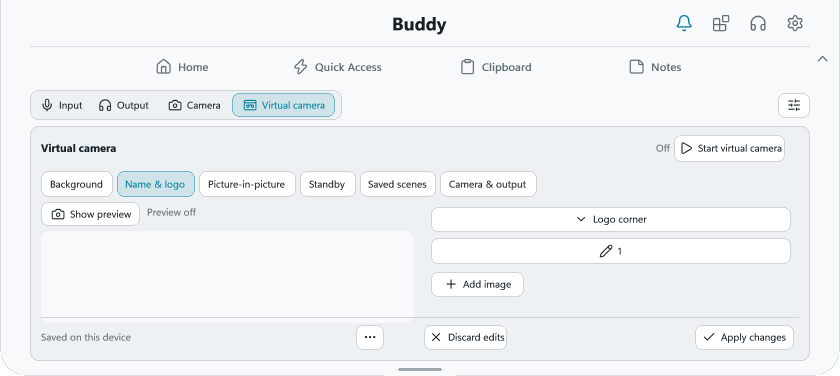 Buddy
Home
Quick Access
Clipboard
Notes
Input
Output
Camera
Virtual camera
Virtual camera
Off
Start virtual camera
Background
Name & logo
Picture-in-picture
Standby
Saved scenes
Camera & output
Show preview
Preview off
Logo corner
1
Add image
Saved on this device
Discard edits
Apply changes